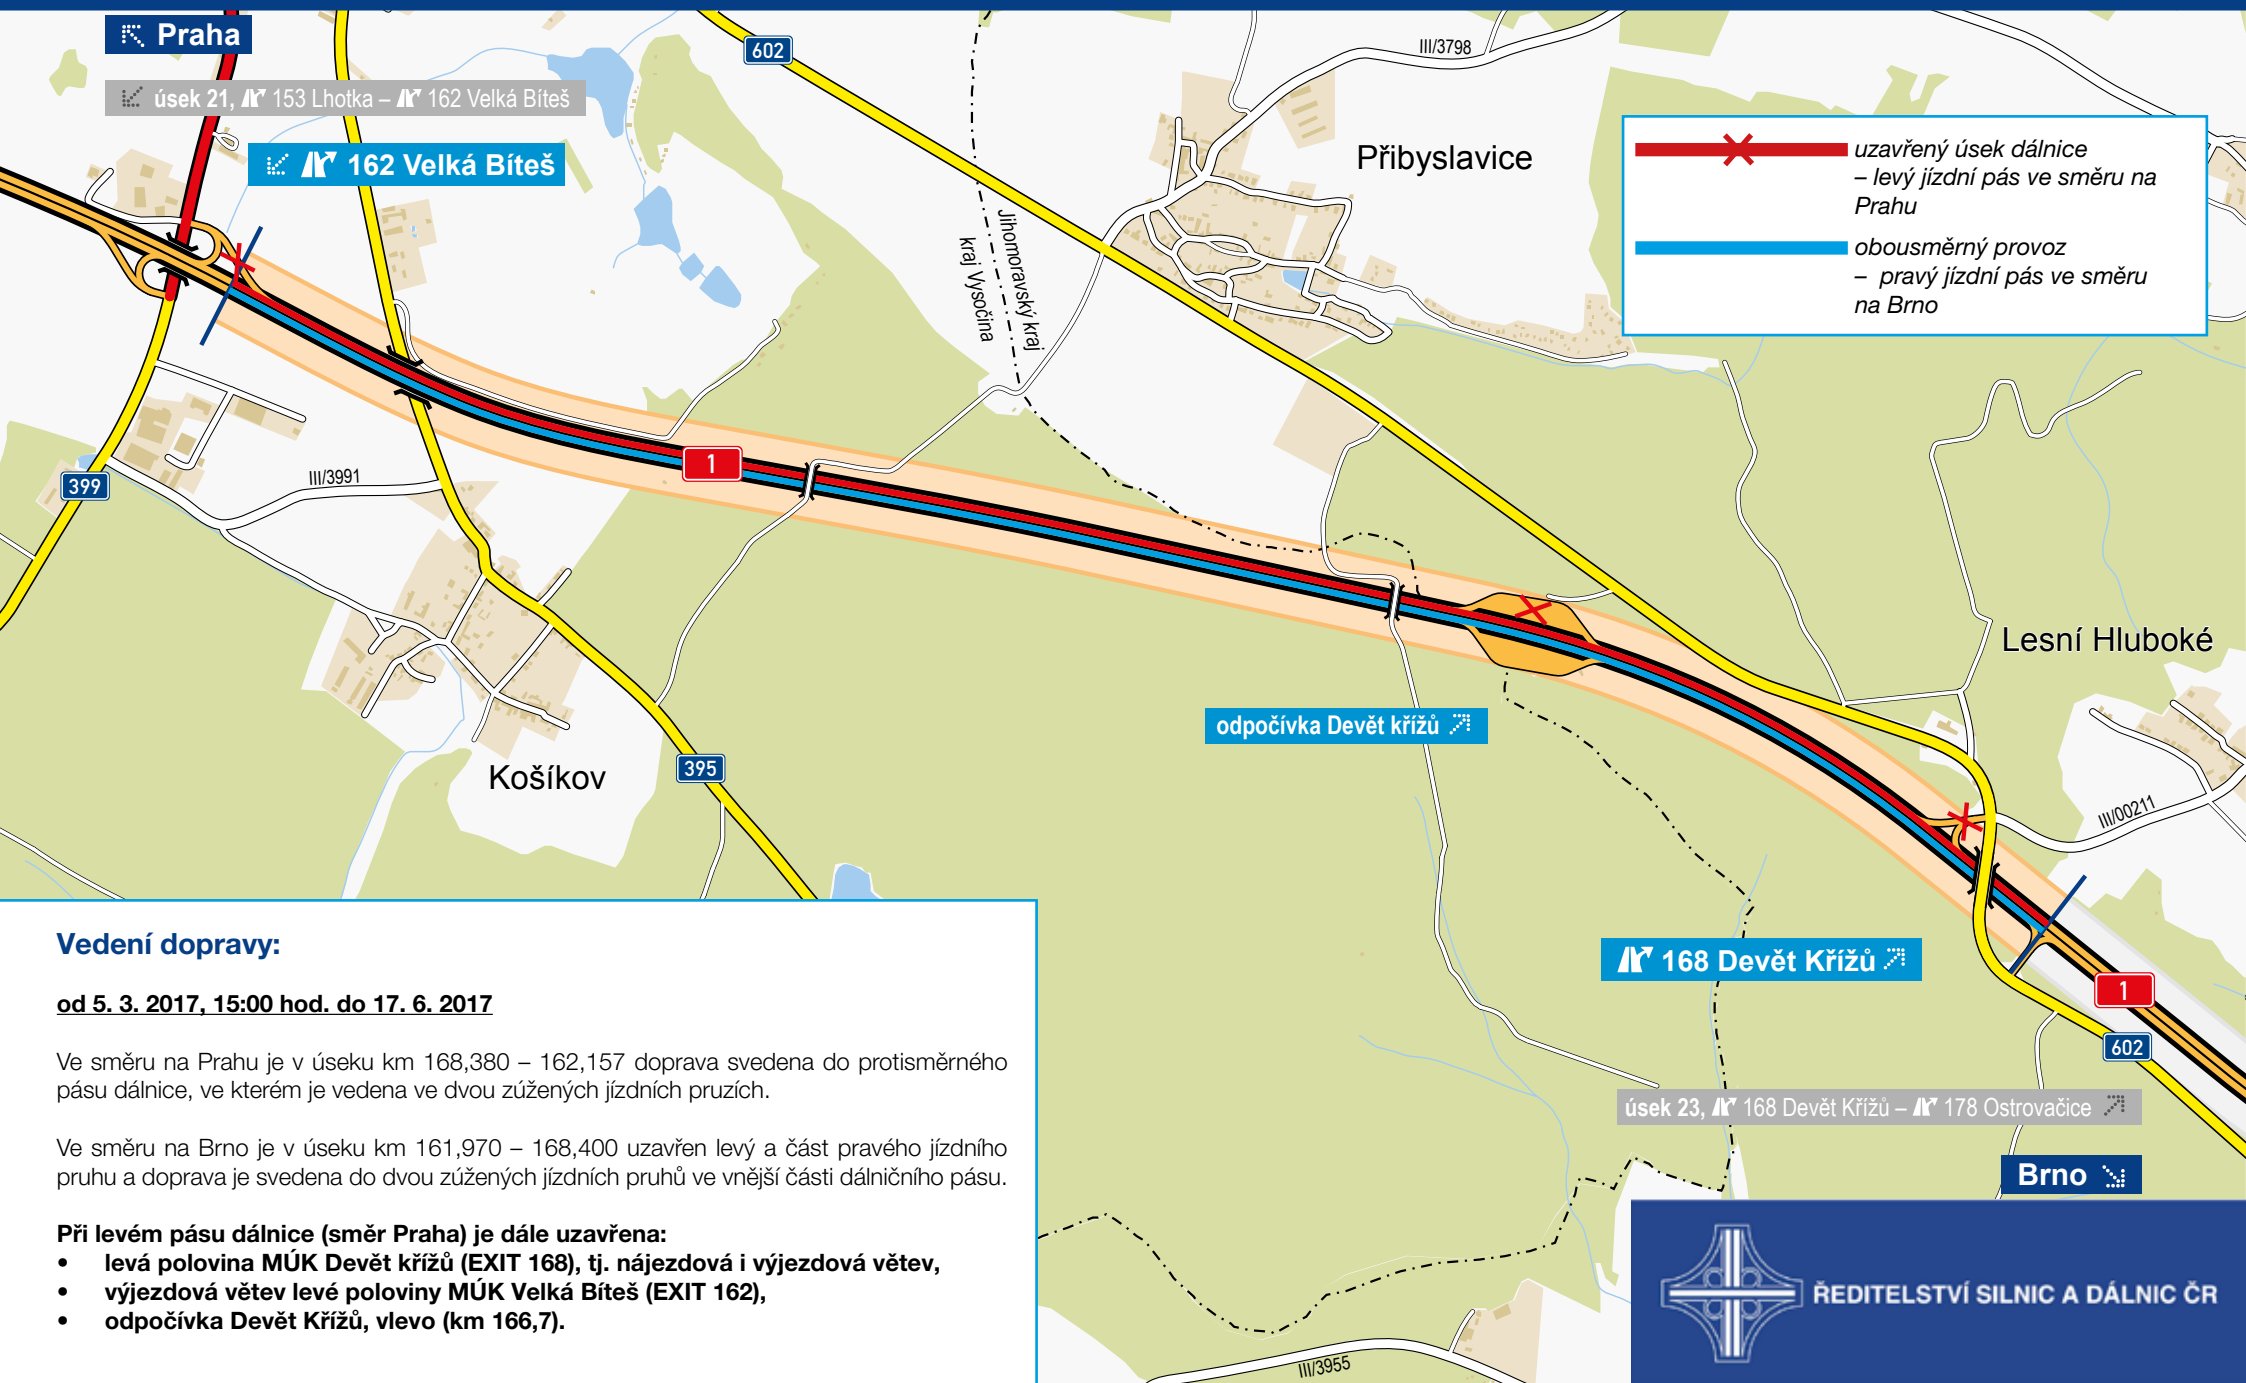 Praha
úsek 21, 153 Lhotka – 162 Velká Bíteš
162 Velká Bíteš
602
III/3798
Přibyslavice
uzavřený úsek dálnice
– levý jízdní pás ve směru na
Prahu
obousměrný provoz
– pravý jízdní pás ve směru
na Brno
Jihomoravský kraj
kraj Vysočina
1
399
III/3991
Lesní Hluboké
odpočívka Devět křížů
Košíkov
395
III/00211
168 Devět Křížů
1
602
úsek 23, 168 Devět Křížů – 178 Ostrovačice
Brno
Vedení dopravy:
od 5. 3. 2017, 15:00 hod. do 17. 6. 2017
Ve směru na Prahu je v úseku km 168,380 – 162,157 doprava svedena do protisměrného
pásu dálnice, ve kterém je vedena ve dvou zúžených jízdních pruzích.
Ve směru na Brno je v úseku km 161,970 – 168,400 uzavřen levý a část pravého jízdního
pruhu a doprava je svedena do dvou zúžených jízdních pruhů ve vnější části dálničního pásu.
Při levém pásu dálnice (směr Praha) je dále uzavřena:
• levá polovina MÚK Devět křížů (EXIT 168), tj. nájezdová i výjezdová větev,
• výjezdová větev levé poloviny MÚK Velká Bíteš (EXIT 162),
• odpočívka Devět Křížů, vlevo (km 166,7).
III/3955
ŘEDITELSTVÍ SILNIC A DÁLNIC ČR